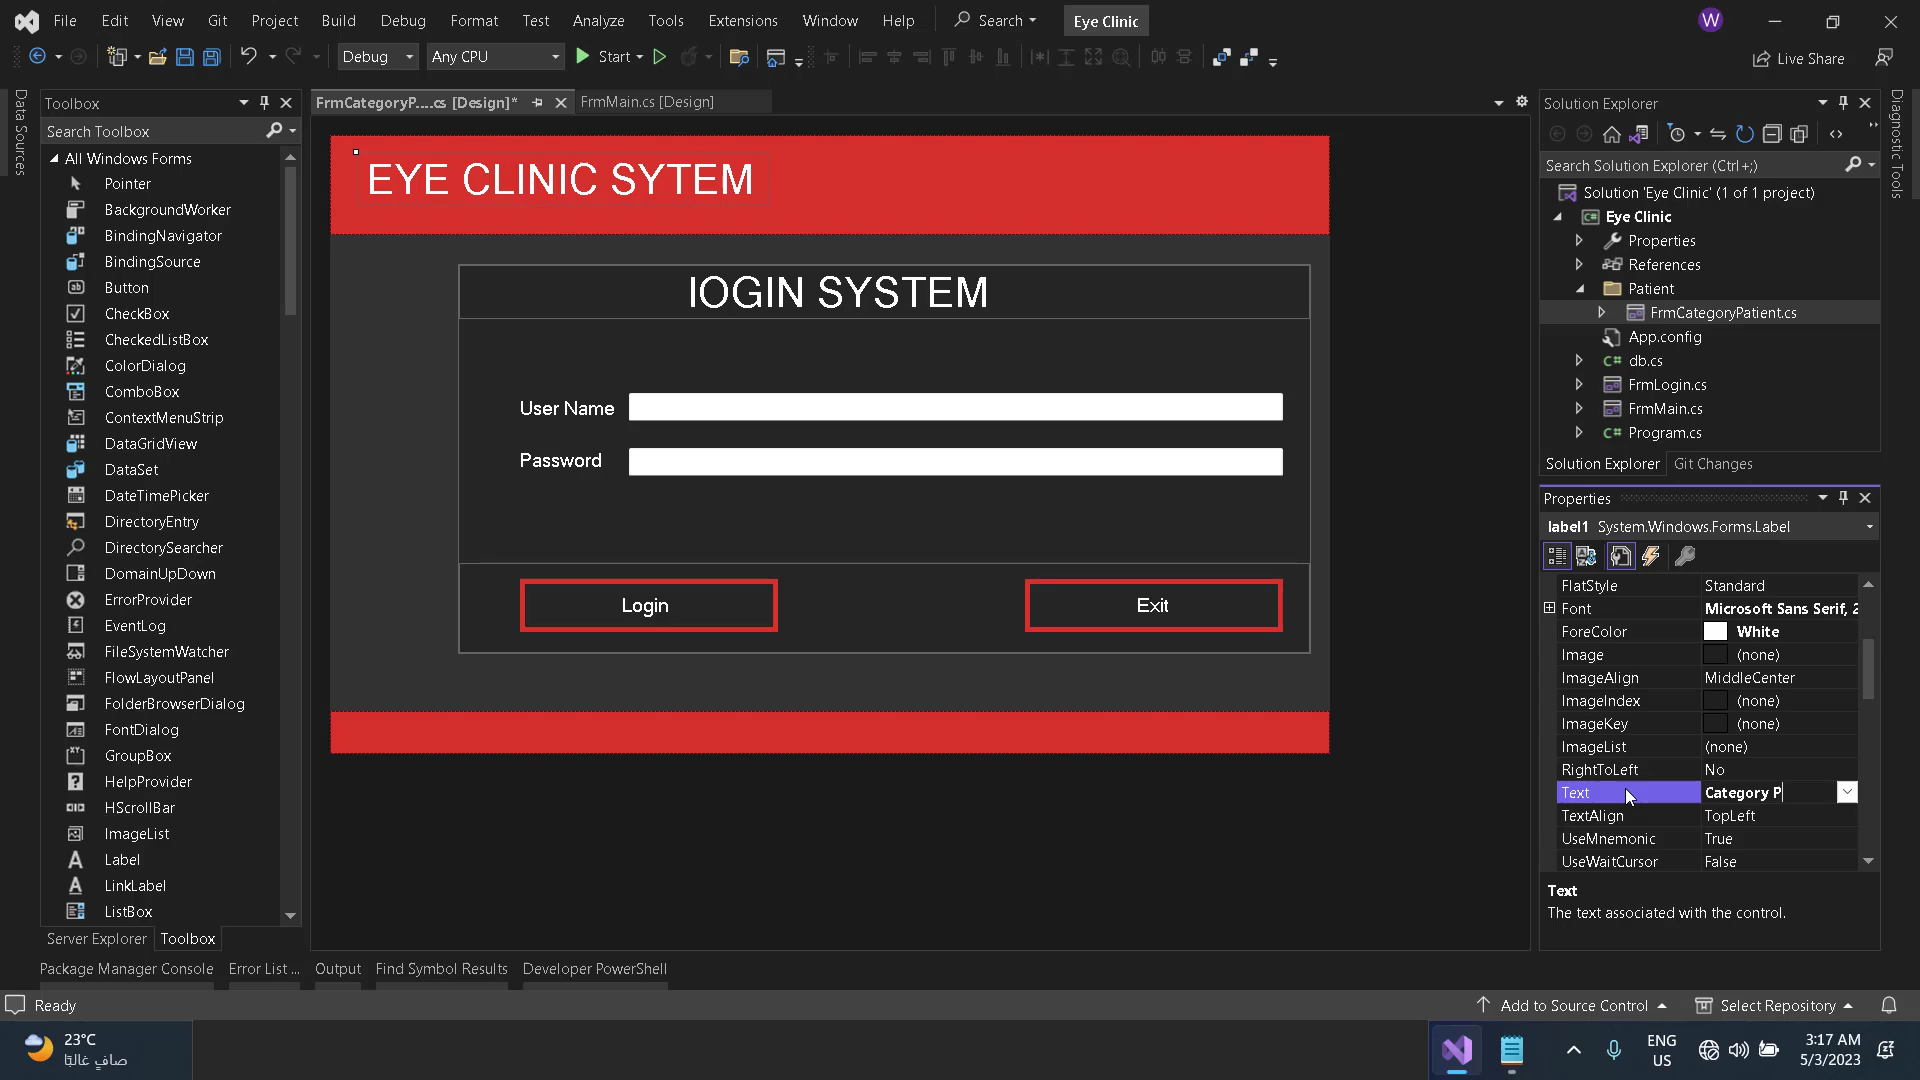 File Edit View Git Project Build Debug Format Test Analyze Tools Extensions Window Help Search Eye Clinic W
Debug Any CPU Start Live Share
Data Sources
Toolbox
Search Toolbox
All Windows Forms
Pointer
BackgroundWorker
BindingNavigator
BindingSource
Button
CheckBox
CheckedListBox
ColorDialog
ComboBox
ContextMenuStrip
DataGridView
DataSet
DateTimePicker
DirectoryEntry
DirectorySearcher
DomainUpDown
ErrorProvider
EventLog
FileSystemWatcher
FlowLayoutPanel
FolderBrowserDialog
FontDialog
GroupBox
HelpProvider
HScrollBar
ImageList
Label
LinkLabel
ListBox
Server Explorer Toolbox
FrmCategoryP....cs [Design]* FrmMain.cs [Design]
EYE CLINIC SYTEM
lOGIN SYSTEM
User Name
Password
Login Exit
Solution Explorer
Search Solution Explorer (Ctrl+;)
Solution 'Eye Clinic' (1 of 1 project)
Eye Clinic
Properties
References
Patient
FrmCategoryPatient.cs
App.config
db.cs
FrmLogin.cs
FrmMain.cs
Program.cs
Solution Explorer Git Changes
Properties
label1 System.Windows.Forms.Label
FlatStyle Standard
Font Microsoft Sans Serif, 2
ForeColor White
Image (none)
ImageAlign MiddleCenter
ImageIndex (none)
ImageKey (none)
ImageList (none)
RightToLeft No
Text Category P
TextAlign TopLeft
UseMnemonic True
UseWaitCursor False
Text
The text associated with the control.
Diagnostic Tools
Package Manager Console Error List ... Output Find Symbol Results Developer PowerShell
Ready Add to Source Control Select Repository
23°C
صافٍ غالبًا
ENG
US
3:17 AM
5/3/2023